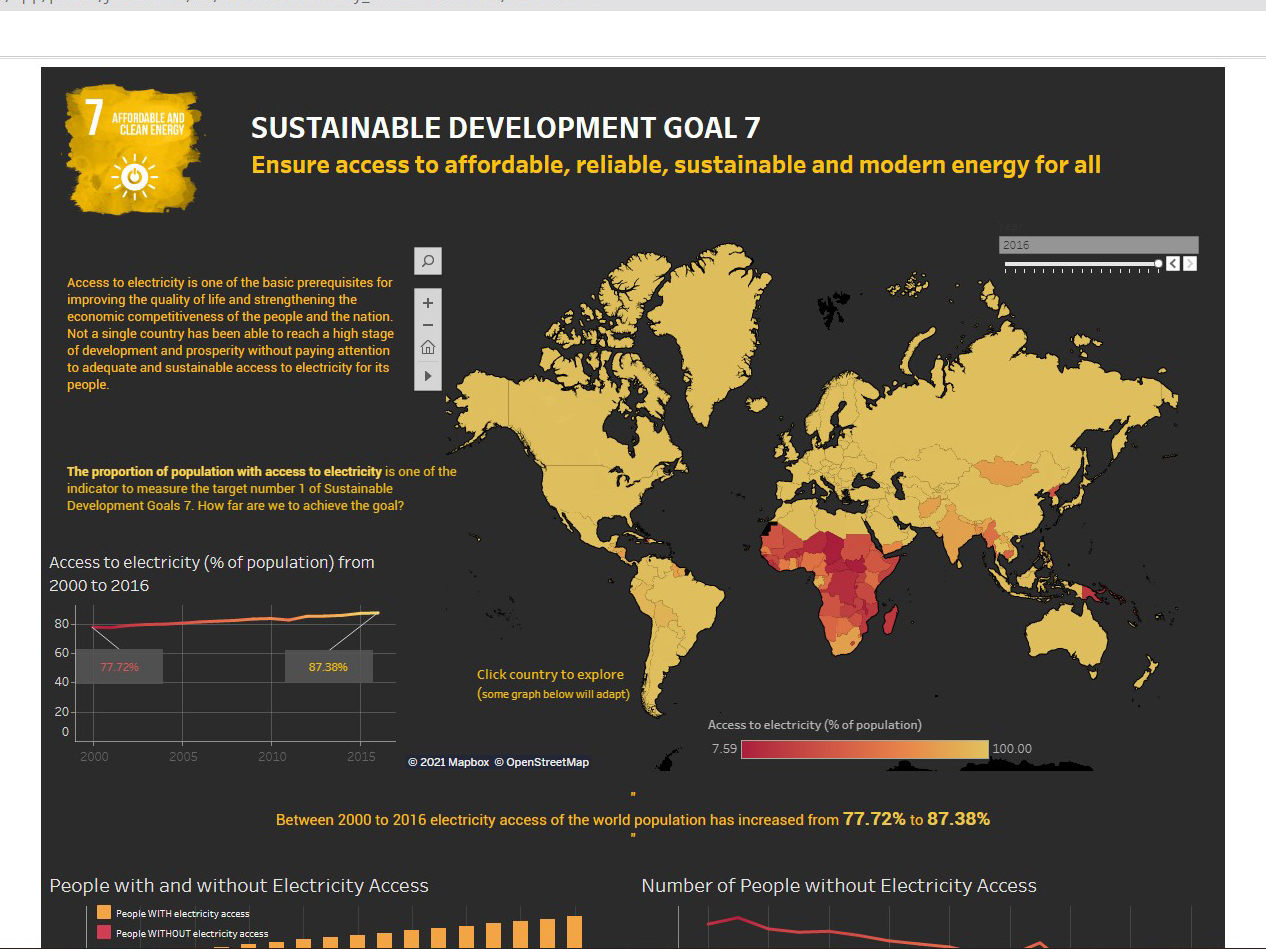 7 AFFORDABLE AND
CLEAN ENERGY
SUSTAINABLE DEVELOPMENT GOAL 7
Ensure access to affordable, reliable, sustainable and modern energy for all
2016
Access to electricity is one of the basic prerequisites for
improving the quality of life and strengthening the
economic competitiveness of the people and the nation.
Not a single country has been able to reach a high stage
of development and prosperity without paying attention
to adequate and sustainable access to electricity for its
people.
The proportion of population with access to electricity is one of the
indicator to measure the target number 1 of Sustainable
Development Goals 7. How far are we to achieve the goal?
Access to electricity (% of population) from
2000 to 2016
80
60
40
20
0
77.72%
87.38%
2000
2005
2010
2015
Click country to explore
(some graph below will adapt)
Access to electricity (% of population)
7.59
100.00
© 2021 Mapbox © OpenStreetMap
"
Between 2000 to 2016 electricity access of the world population has increased from 77.72% to 87.38%
"
People with and without Electricity Access
People WITH electricity access
People WITHOUT electricity access
Number of People without Electricity Access